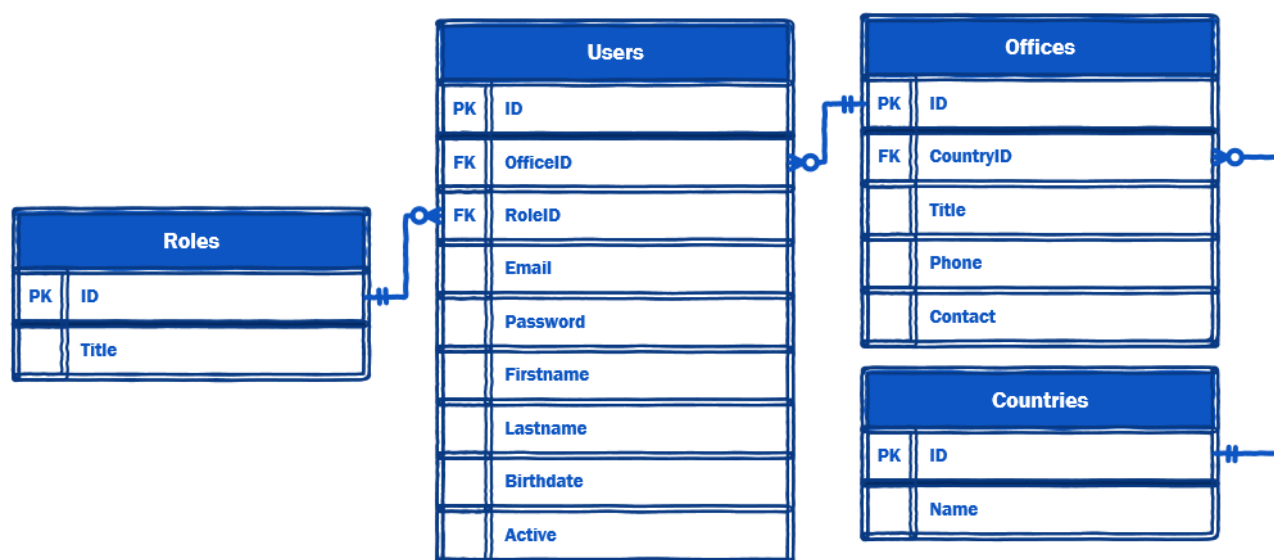 Roles
PK ID
Title
Users
PK ID
FK OfficeID
FK RoleID
Email
Password
Firstname
Lastname
Birthdate
Active
Offices
PK ID
FK CountryID
Title
Phone
Contact
Countries
PK ID
Name